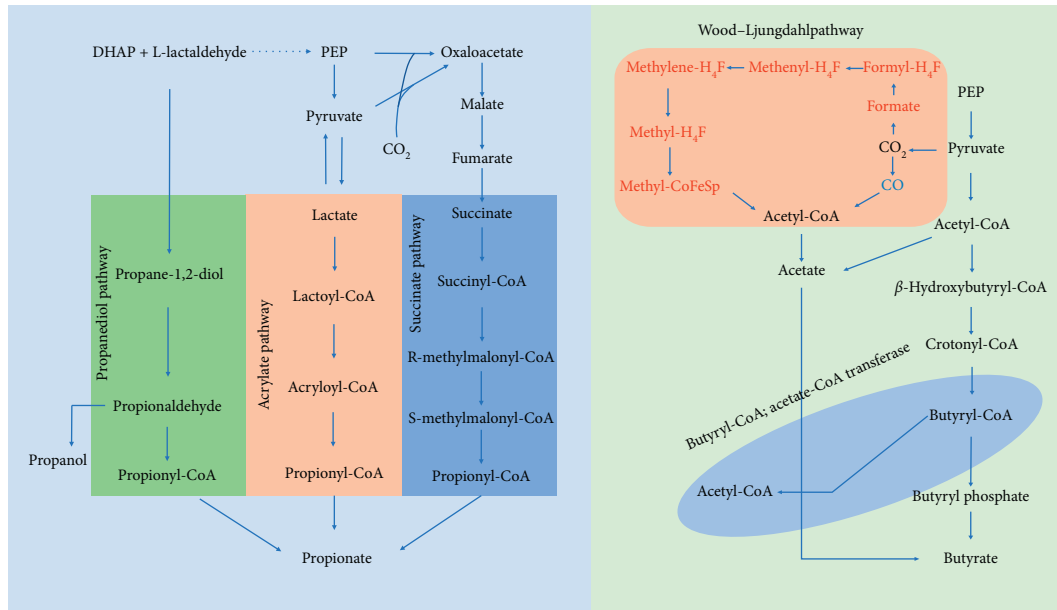 DHAP + L-lactaldehyde
PEP
Oxaloacetate
Pyruvate
Malate
CO₂
Fumarate
Propanediol pathway
Propane-1,2-diol
Propionaldehyde
Propanol
Propionyl-CoA
Acrylate pathway
Lactate
Lactoyl-CoA
Acryloyl-CoA
Propionyl-CoA
Succinate pathway
Succinate
Succinyl-CoA
R-methylmalonyl-CoA
S-methylmalonyl-CoA
Propionyl-CoA
Propionate
Wood–Ljungdahlpathway
Methylene-H₄F
Methenyl-H₄F
Formyl-H₄F
Formate
Methyl-H₄F
CO₂
Methyl-CoFeSp
CO
Acetyl-CoA
PEP
Pyruvate
Acetyl-CoA
Acetate
β-Hydroxybutyryl-CoA
Crotonyl-CoA
Butyryl-CoA; acetate-CoA transferase
Butyryl-CoA
Acetyl-CoA
Butyryl phosphate
Butyrate